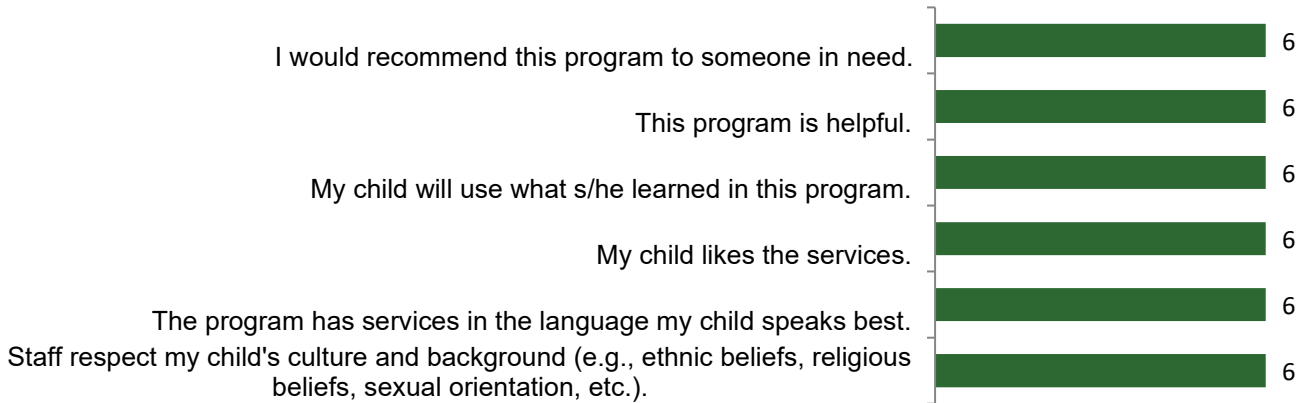 I would recommend this program to someone in need.
6
This program is helpful.
6
My child will use what s/he learned in this program.
6
My child likes the services.
6
The program has services in the language my child speaks best.
6
Staff respect my child's culture and background (e.g., ethnic beliefs, religious
beliefs, sexual orientation, etc.).
6